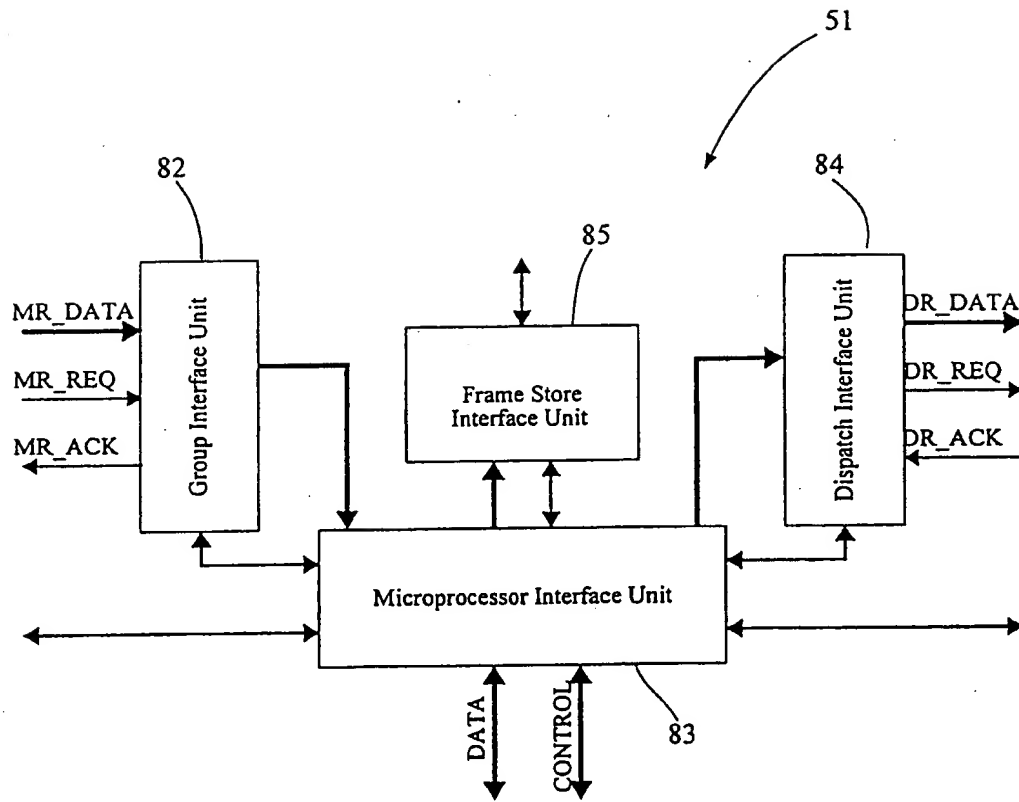 51
82
84
85
MR_DATA
MR_REQ
MR_ACK
Group Interface Unit
Frame Store
Interface Unit
Dispatch Interface Unit
DR_DATA
DR_REQ
DR_ACK
Microprocessor Interface Unit
83
DATA
CONTROL